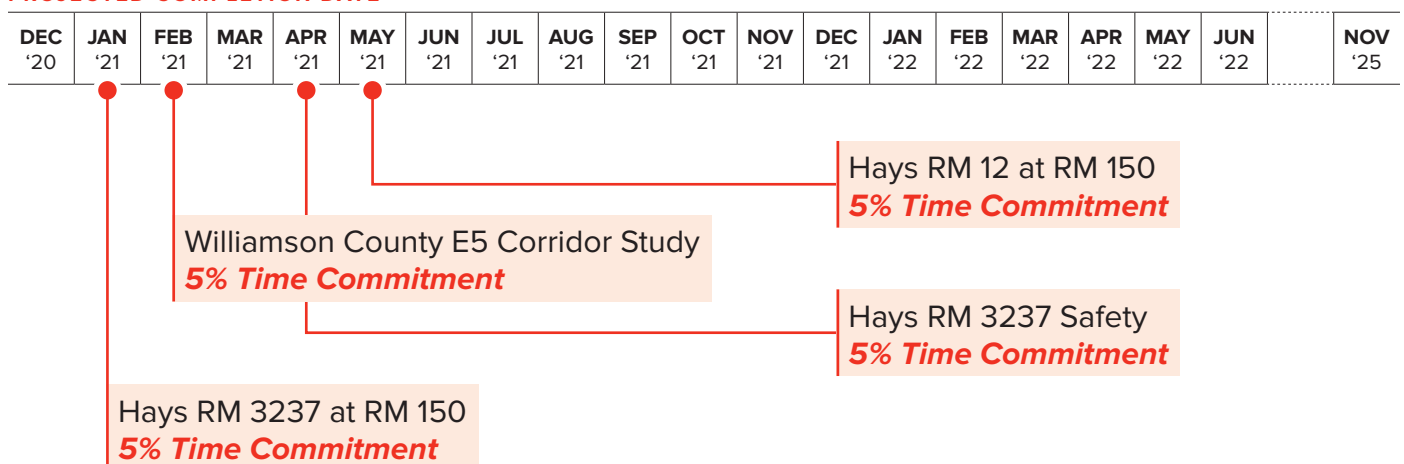 DEC JAN FEB MAR APR MAY JUN JUL AUG SEP OCT NOV DEC JAN FEB MAR APR MAY JUN NOV
‘20 ‘21 ‘21 ‘21 ‘21 ‘21 ‘21 ‘21 ‘21 ‘21 ‘21 ‘21 ‘21 ‘22 ‘22 ‘22 ‘22 ‘22 ‘22 ‘25
Hays RM 12 at RM 150
5% Time Commitment
Williamson County E5 Corridor Study
5% Time Commitment
Hays RM 3237 Safety
5% Time Commitment
Hays RM 3237 at RM 150
5% Time Commitment